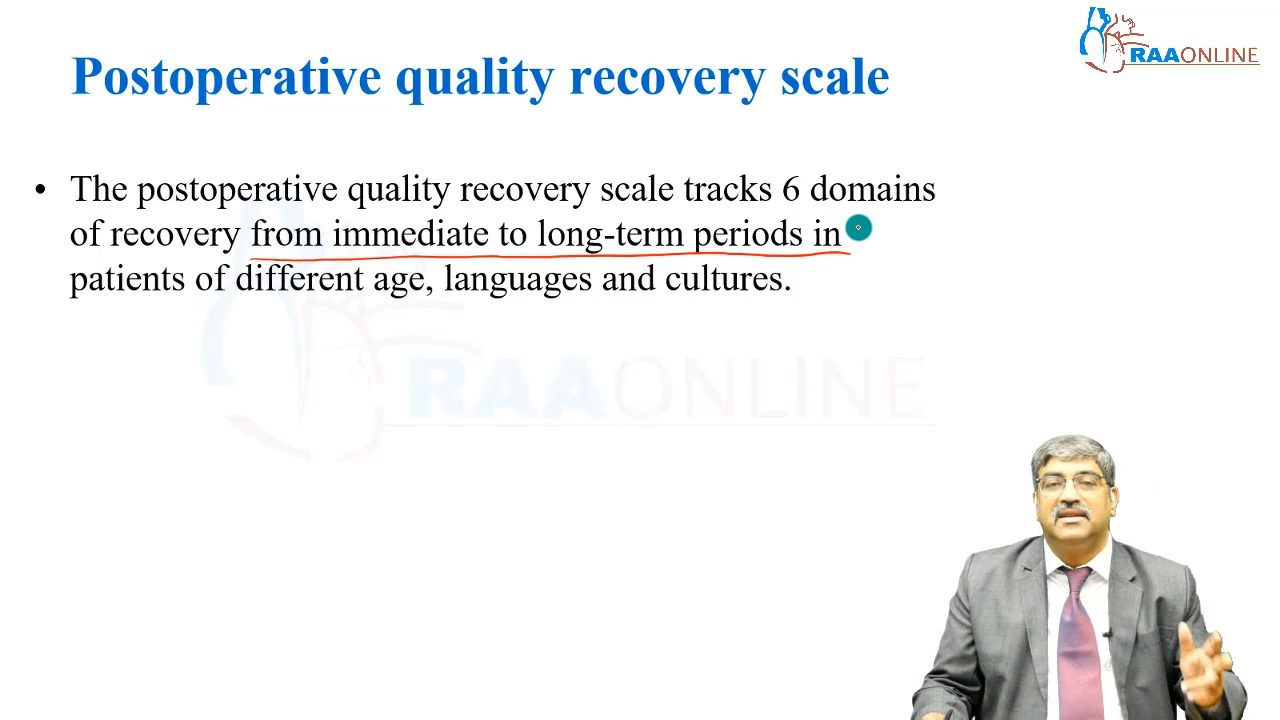 RAAONLINE
Postoperative quality recovery scale
• The postoperative quality recovery scale tracks 6 domains
of recovery from immediate to long-term periods in
patients of different age, languages and cultures.
RAAONLINE